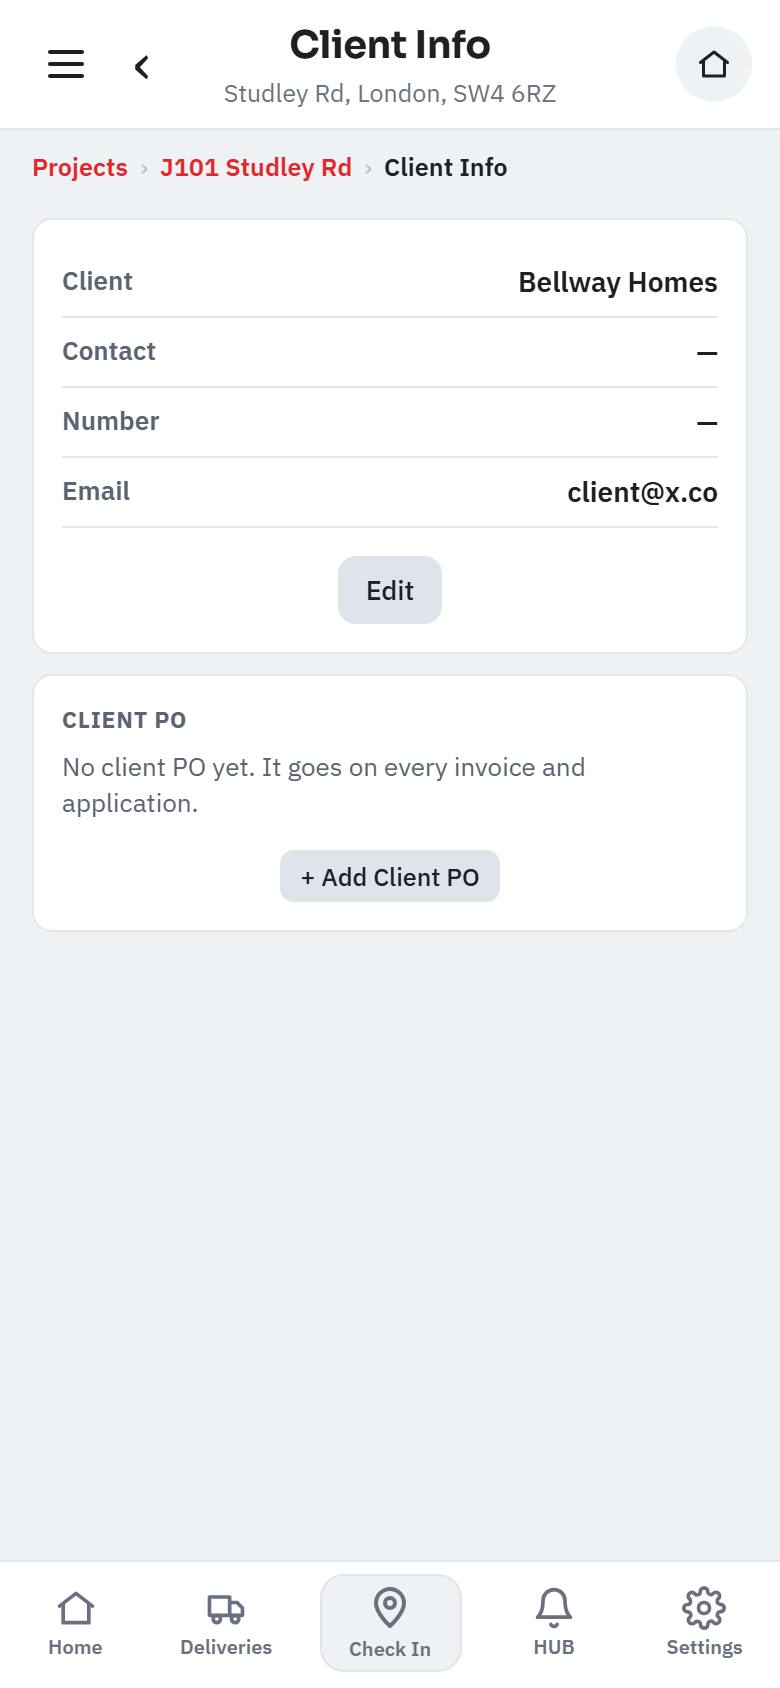 Client Info
Studley Rd, London, SW4 6RZ
Projects › J101 Studley Rd › Client Info
Client Bellway Homes
Contact –
Number –
Email client@x.co
Edit
CLIENT PO
No client PO yet. It goes on every invoice and
application.
+ Add Client PO
Home Deliveries Check In HUB Settings